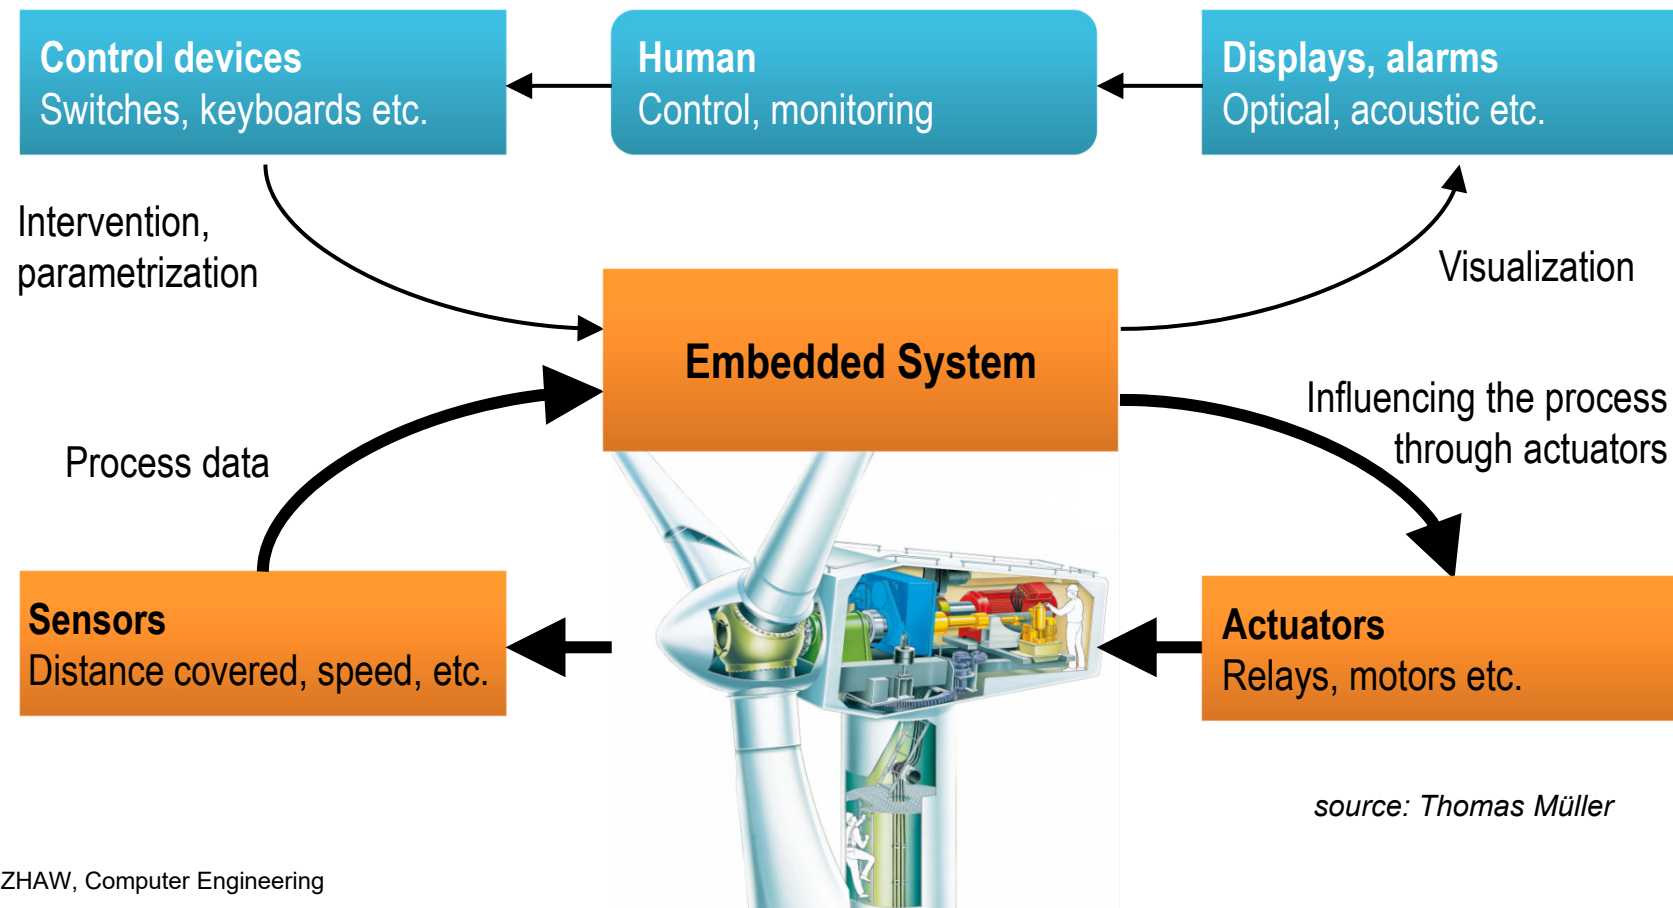 Control devices
Switches, keyboards etc.
Human
Control, monitoring
Displays, alarms
Optical, acoustic etc.
Intervention,
parametrization
Visualization
Embedded System
Influencing the process
through actuators
Process data
Sensors
Distance covered, speed, etc.
Actuators
Relays, motors etc.
source: Thomas Müller
ZHAW, Computer Engineering